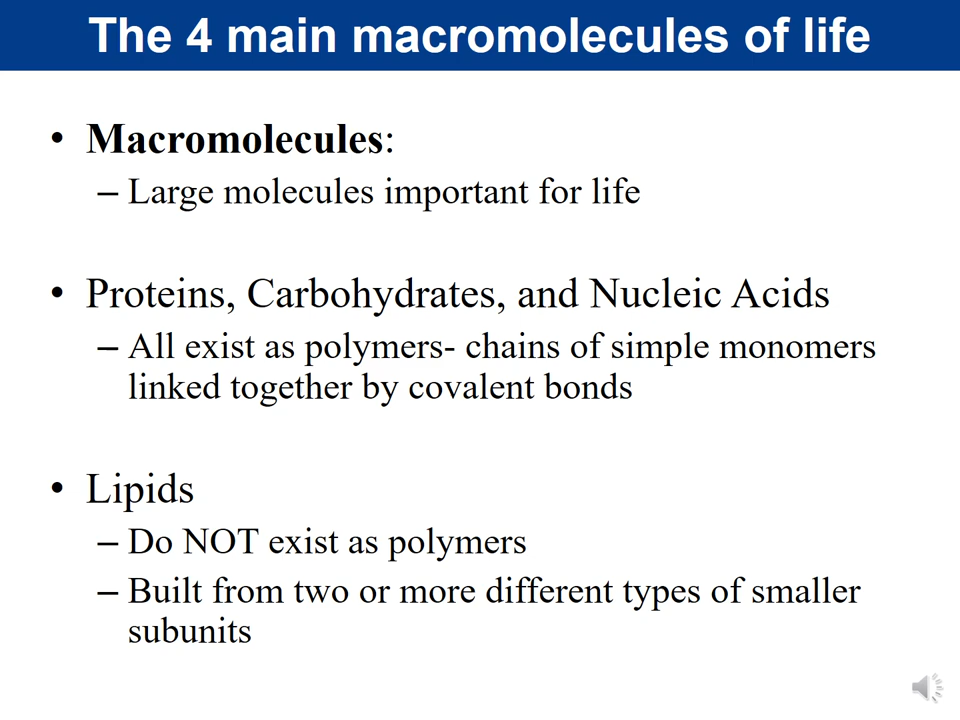 The 4 main macromolecules of life
• Macromolecules:
– Large molecules important for life
• Proteins, Carbohydrates, and Nucleic Acids
– All exist as polymers- chains of simple monomers
linked together by covalent bonds
• Lipids
– Do NOT exist as polymers
– Built from two or more different types of smaller
subunits